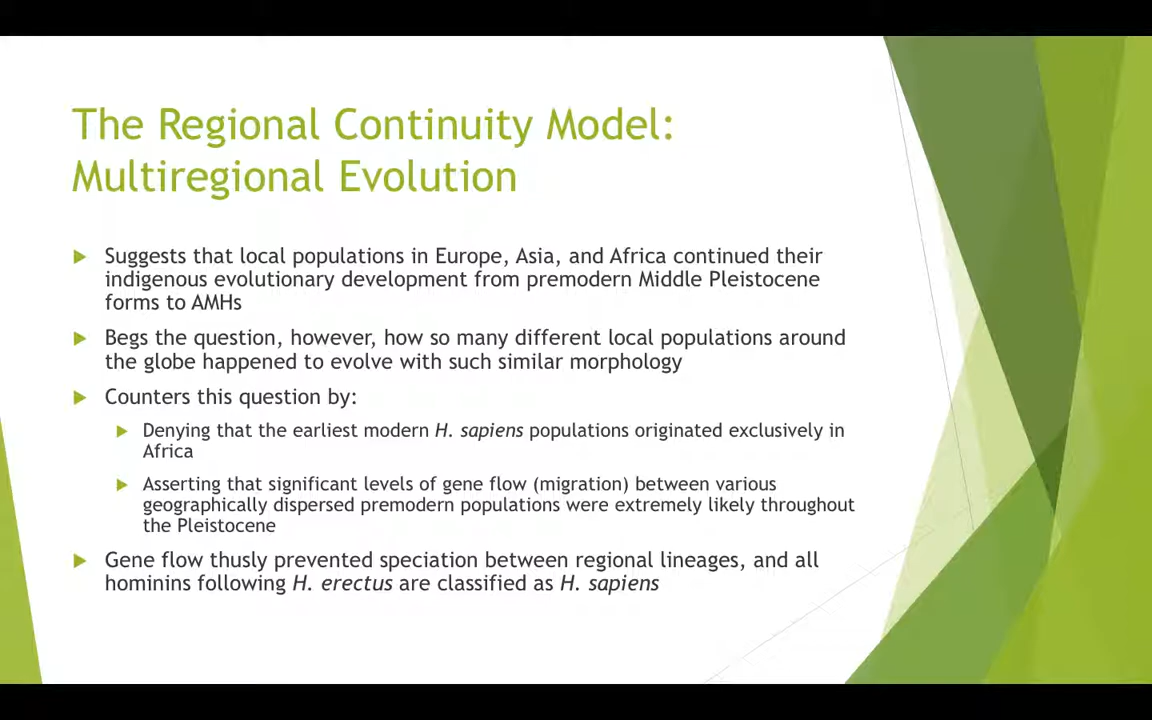 The Regional Continuity Model:
Multiregional Evolution
Suggests that local populations in Europe, Asia, and Africa continued their
indigenous evolutionary development from premodern Middle Pleistocene
forms to AMHs
Begs the question, however, how so many different local populations around
the globe happened to evolve with such similar morphology
Counters this question by:
Denying that the earliest modern H. sapiens populations originated exclusively in
Africa
Asserting that significant levels of gene flow (migration) between various
geographically dispersed premodern populations were extremely likely throughout
the Pleistocene
Gene flow thusly prevented speciation between regional lineages, and all
hominins following H. erectus are classified as H. sapiens